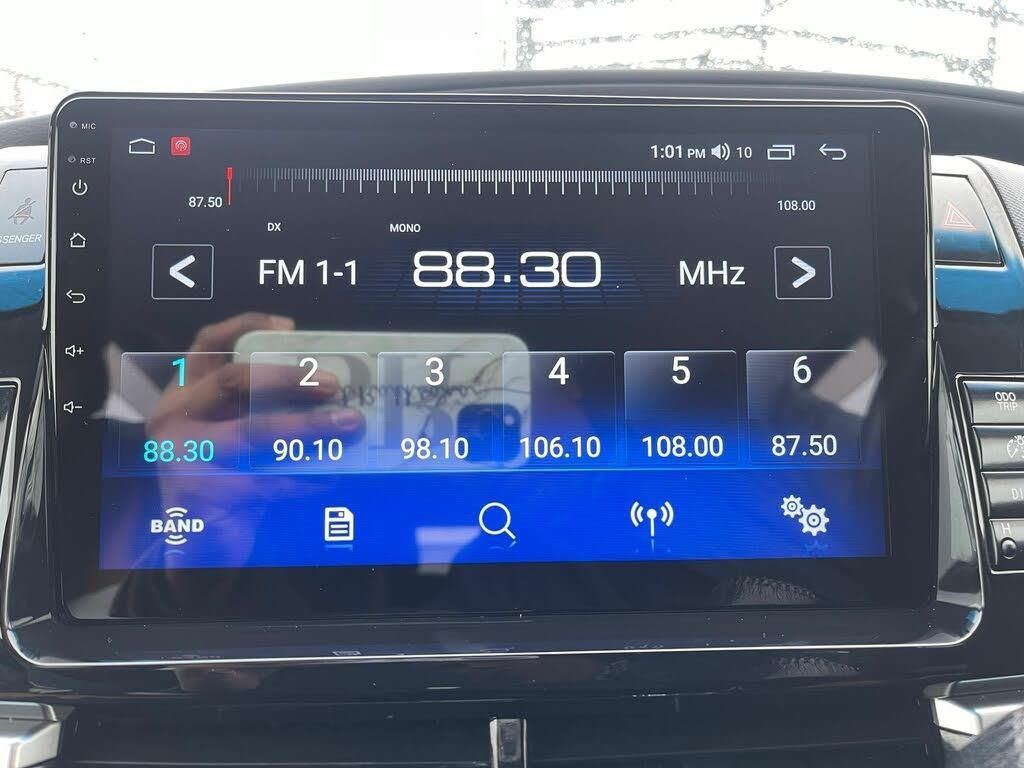 MIC
RST
1:01 PM 10
87.50 108.00
DX MONO
FM 1-1 88.30 MHz
1 2 3 4 5 6
88.30 90.10 98.10 106.10 108.00 87.50
BAND
SSENGER
ODO
TRIP
DI
H